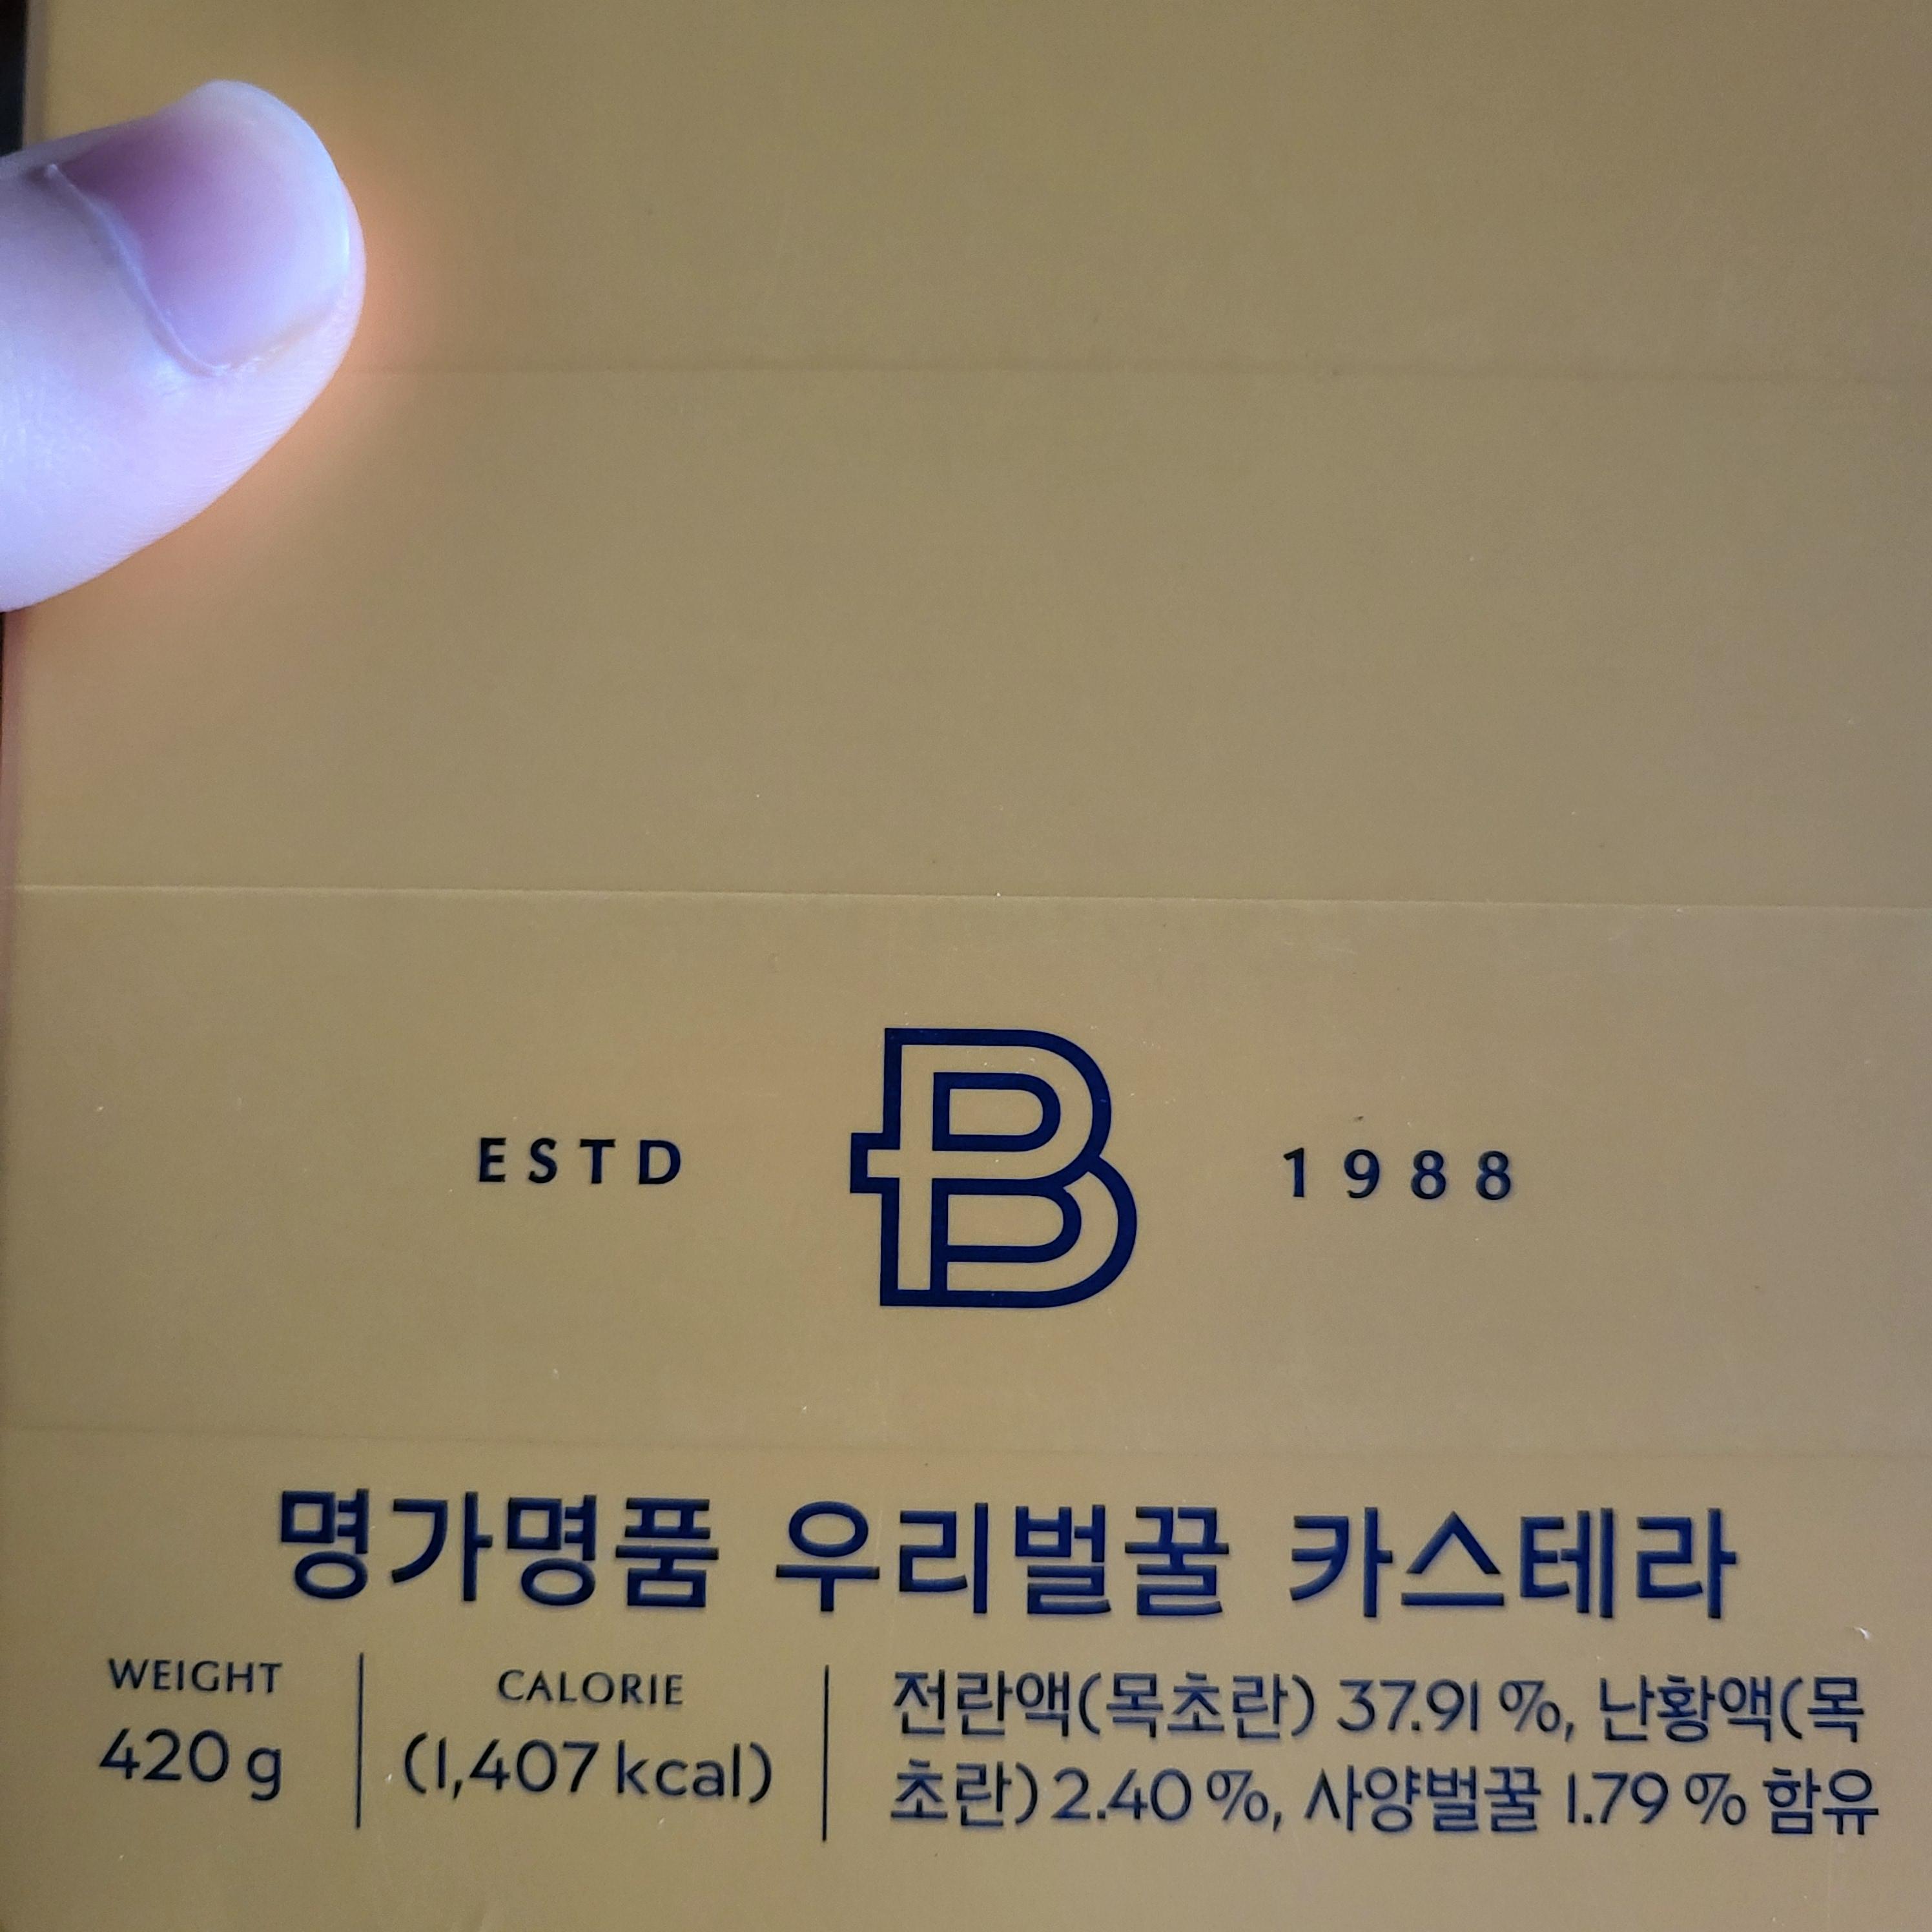 ESTD B 1988
명가명품 우리벌꿀 카스테라
WEIGHT
420 g
CALORIE
(1,407 kcal)
전란액(목초란) 37.91 %, 난황액(목
초란) 2.40 %, 사양벌꿀 1.79 % 함유